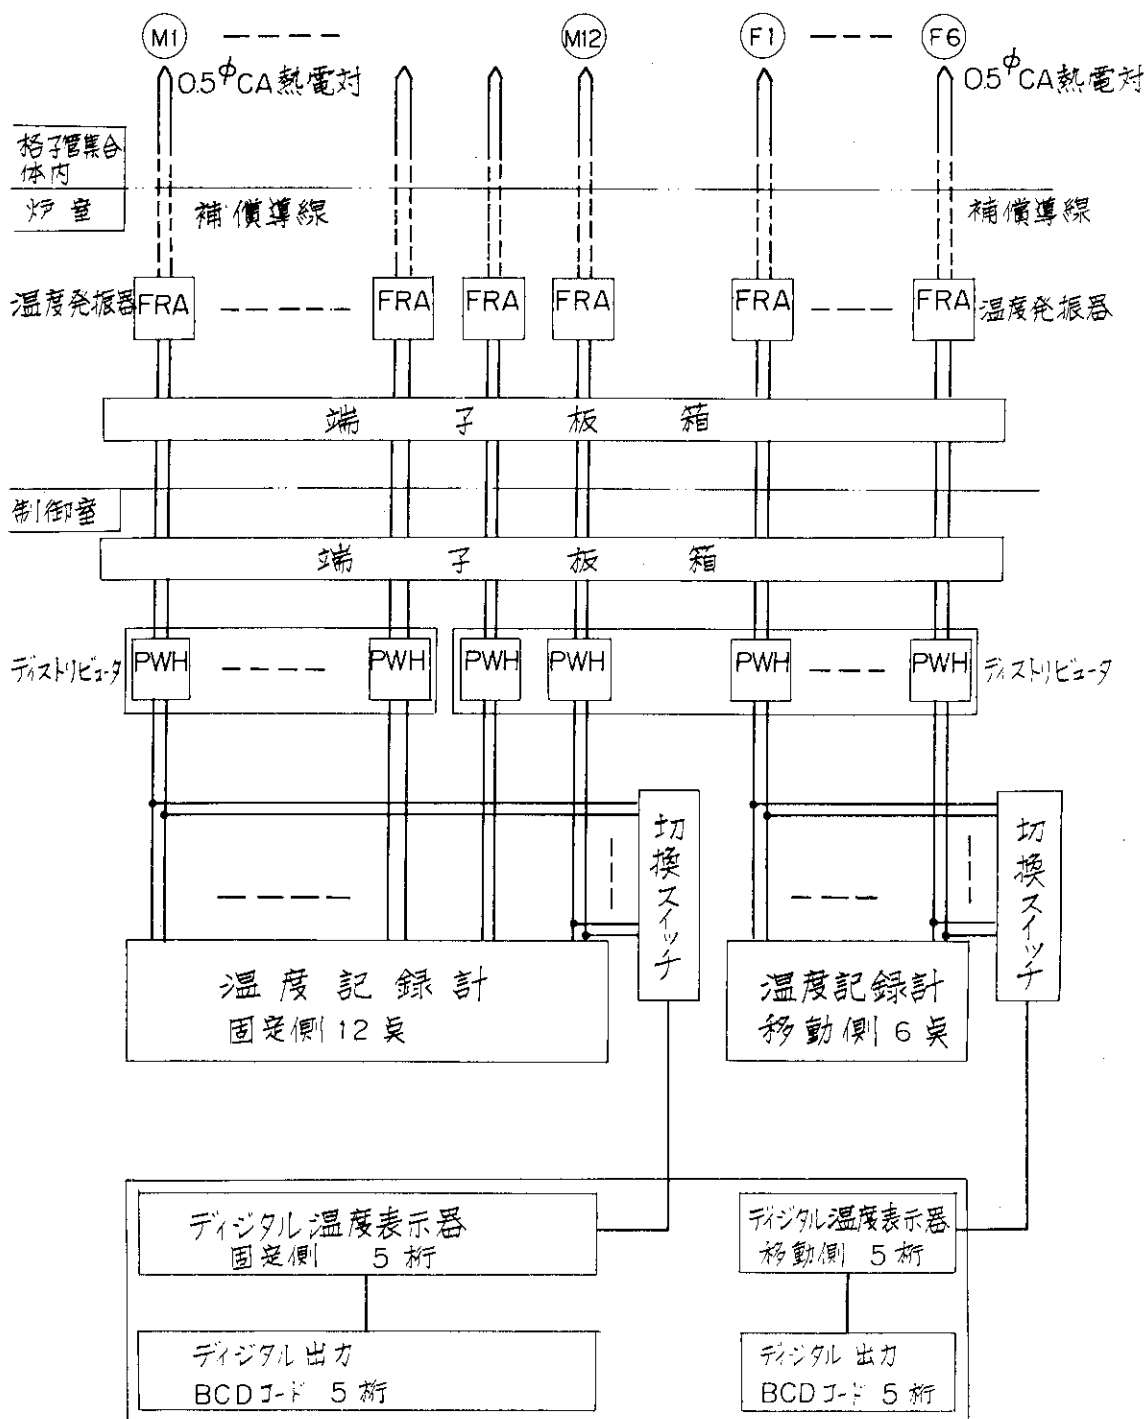 M1 M12 F1 F6
0.5φCA熱電対 0.5φCA熱電対
格子管集合
体内
炉室 補償導線 補償導線
温度発振器 FRA FRA FRA FRA FRA FRA 温度発振器
端子板箱
制御室
端子板箱
ディストリビュータ PWH PWH PWH PWH PWH PWH ディストリビュータ
切換スイッチ
切換スイッチ
温度記録計
固定側 12点
温度記録計
移動側 6点
ディジタル温度表示器
固定側 5桁
ディジタル温度表示器
移動側 5桁
ディジタル出力
BCDコード 5桁
ディジタル出力
BCDコード 5桁